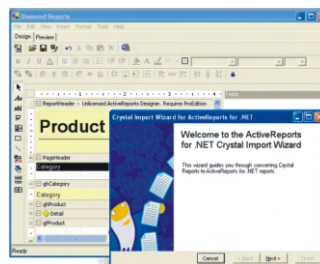 Diamond Reports
File Edit View Insert Format Tools Help
Design Preview
Fields
ReportHeader - Unlicensed ActiveReports Designer, Requires ProEdition
Product
PageHeader
Category
ghCategory
Category
ghProduct
Detail
gfProduct
Ready
Crystal Import Wizard for ActiveReports for .NET
Welcome to the ActiveReports
for .NET Crystal Import Wizard
This wizard guides you through converting Crystal
Reports to ActiveReports for .NET reports
Cancel < Back Next > Finish